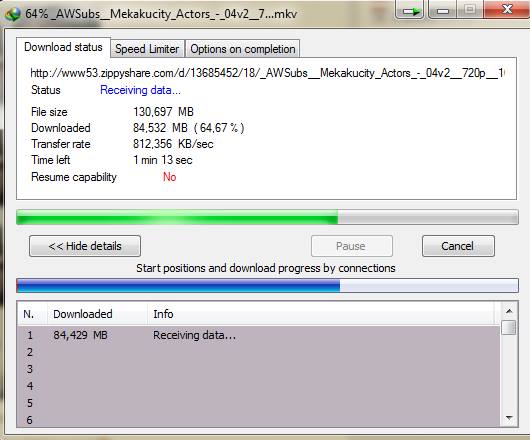 64% _AWSubs__Mekakucity_Actors_-_04v2__7...mkv
Download status Speed Limiter Options on completion
http://www53.zippyshare.com/d/13685452/18/_AWSubs__Mekakucity_Actors_-_04v2__720p__1
Status Receiving data...
File size 130,697 MB
Downloaded 84,532 MB ( 64,67 % )
Transfer rate 812,356 KB/sec
Time left 1 min 13 sec
Resume capability No
<< Hide details Pause Cancel
Start positions and download progress by connections
N. Downloaded Info
1 84,429 MB Receiving data...
2
3
4
5
6